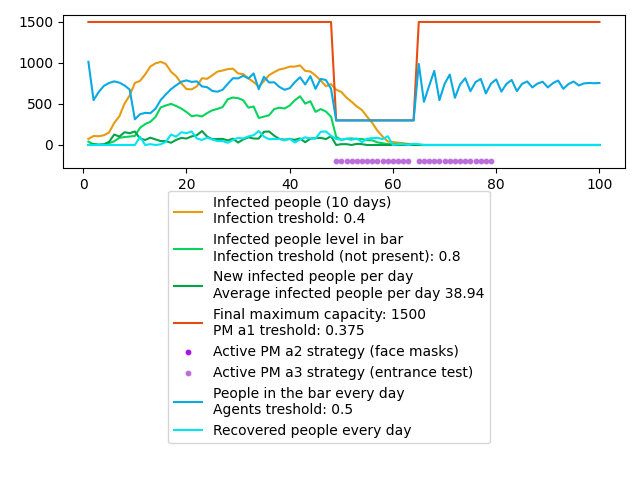 1500
1000
500
0
0 20 40 60 80 100
Infected people (10 days)
Infection treshold: 0.4
Infected people level in bar
Infection treshold (not present): 0.8
New infected people per day
Average infected people per day 38.94
Final maximum capacity: 1500
PM a1 treshold: 0.375
Active PM a2 strategy (face masks)
Active PM a3 strategy (entrance test)
People in the bar every day
Agents treshold: 0.5
Recovered people every day